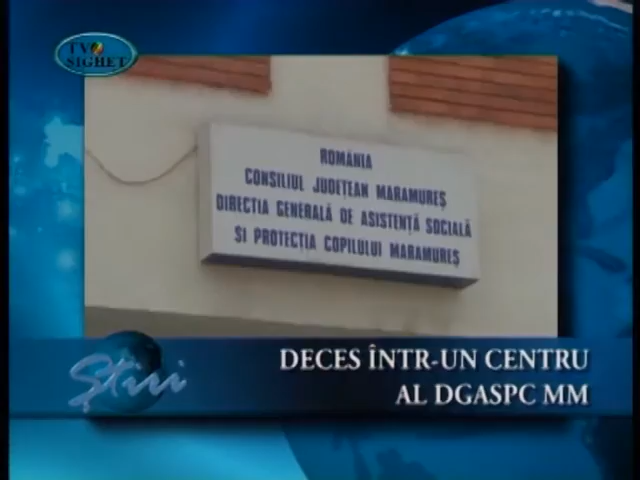 TV SIGHET
ROMÂNIA
CONSILIUL JUDEȚEAN MARAMUREȘ
DIRECTIA GENERALĂ DE ASISTENȚĂ SOCIALĂ
ȘI PROTECȚIA COPILULUI MARAMUREȘ
Știri
DECES ÎNTR-UN CENTRU
AL DGASPC MM